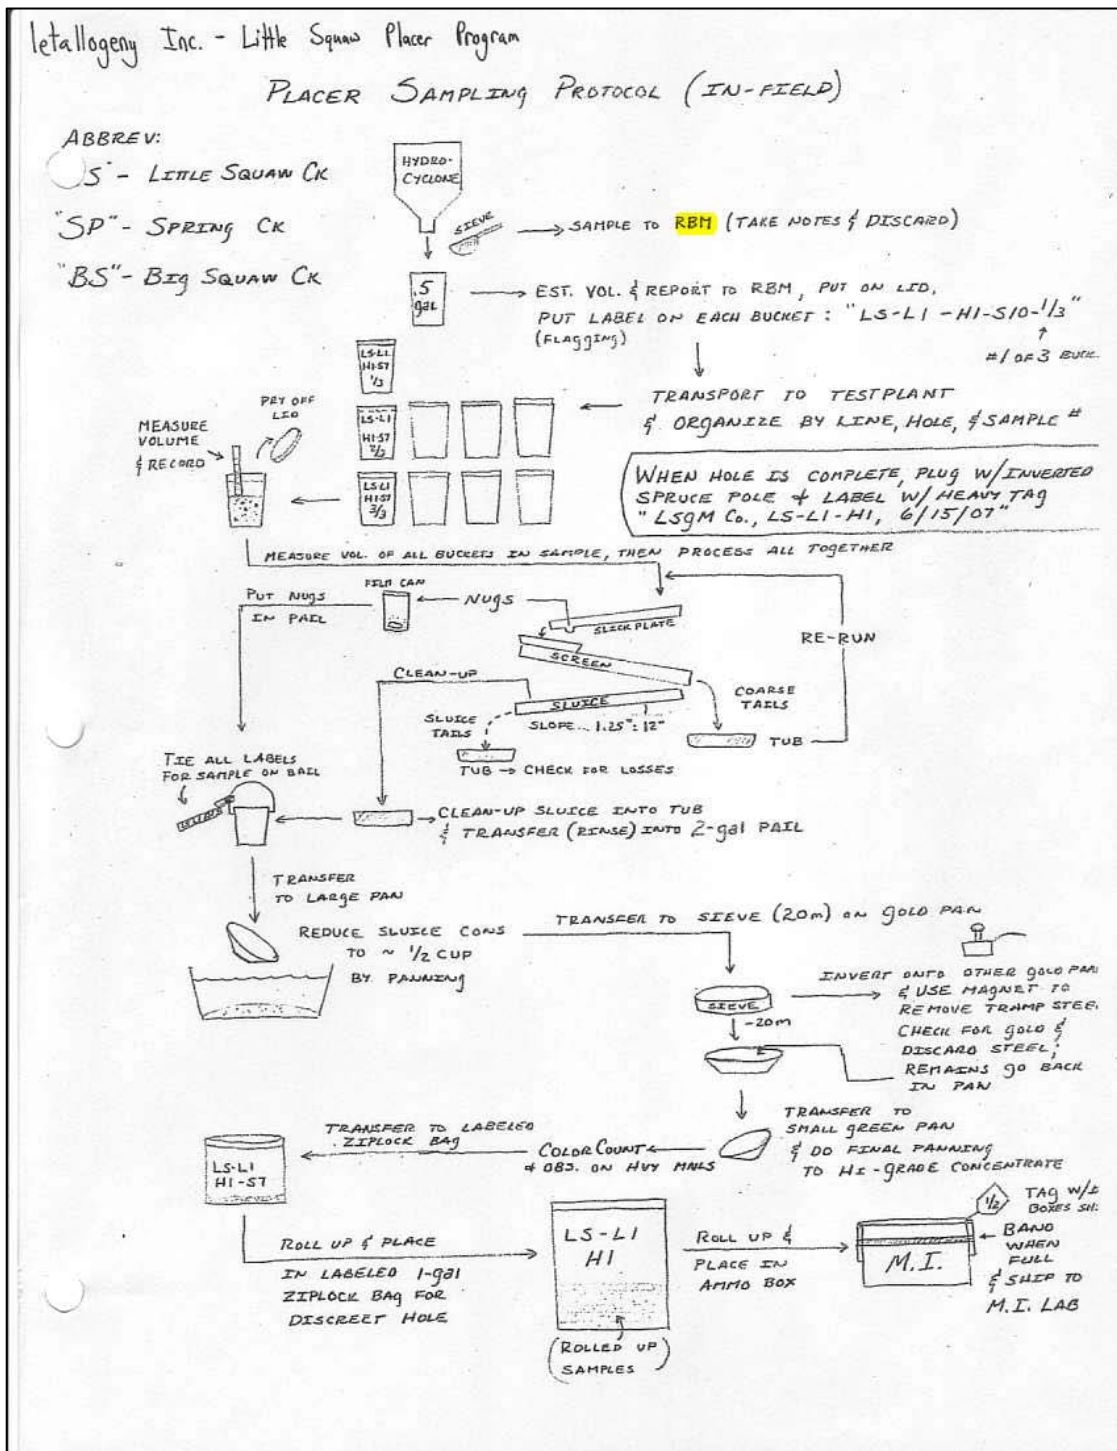 letallogeny Inc. - Little Squaw Placer Program
PLACER SAMPLING PROTOCOL (IN-FIELD)
ABBREV:
S" - LITTLE SQUAW CK
"SP" - SPRING CK
"BS" - BIG SQUAW CK
HYDRO-
CYCLONE
SIEVE
SAMPLE TO RBM (TAKE NOTES & DISCARD)
.5
gal
EST. VOL. & REPORT TO RBM, PUT ON LID,
PUT LABEL ON EACH BUCKET : "LS-L1-H1-S10-1/3"
(FLAGGING)
#1 OF 3 BUCK.
LS-L1
H1-S7
1/3
TRANSPORT TO TESTPLANT
& ORGANIZE BY LINE, HOLE, & SAMPLE #
PRY OFF
LID
MEASURE
VOLUME
& RECORD
LS-L1
H1-S7
2/3
LS-L1
H1-S7
3/3
WHEN HOLE IS COMPLETE, PLUG W/INVERTED
SPRUCE POLE & LABEL W/ HEAVY TAG
"LSGM Co., LS-L1-H1, 6/15/07"
MEASURE VOL. OF ALL BUCKETS IN SAMPLE, THEN PROCESS ALL TOGETHER
PUT NUGS
IN PAIL
FILM CAN
NUGS
SLICK PLATE
SCREEN
RE-RUN
CLEAN-UP
SLUICE
SLOPE... 1.25" : 12"
SLUICE
TAILS
COARSE
TAILS
TUB
TUB → CHECK FOR LOSSES
TIE ALL LABELS
FOR SAMPLE ON BAIL
CLEAN-UP SLUICE INTO TUB
& TRANSFER (RINSE) INTO 2-gal PAIL
TRANSFER
TO LARGE PAN
REDUCE SLUICE CONS
TO ~ 1/2 CUP
BY PANNING
TRANSFER TO SIEVE (20m) ON GOLD PAN
SIEVE
-20m
INVERT ONTO OTHER GOLD PAN
& USE MAGNET TO
REMOVE TRAMP STEE
CHECK FOR GOLD &
DISCARD STEEL;
REMAINS GO BACK
IN PAN
TRANSFER TO
SMALL GREEN PAN
& DO FINAL PANNING
TO HI-GRADE CONCENTRATE
COLOR COUNT
& OBS. ON HVY MNLS
TRANSFER TO LABELED
ZIPLOCK BAG
LS-L1
H1-S7
ROLL UP & PLACE
IN LABELED 1-gal
ZIPLOCK BAG FOR
DISCREET HOLE
LS-L1
H1
(ROLLED UP
SAMPLES)
ROLL UP &
PLACE IN
AMMO BOX
1/2
TAG W/
BOXES SH:
M.I.
BAND
WHEN
FULL
& SHIP TO
M.I. LAB